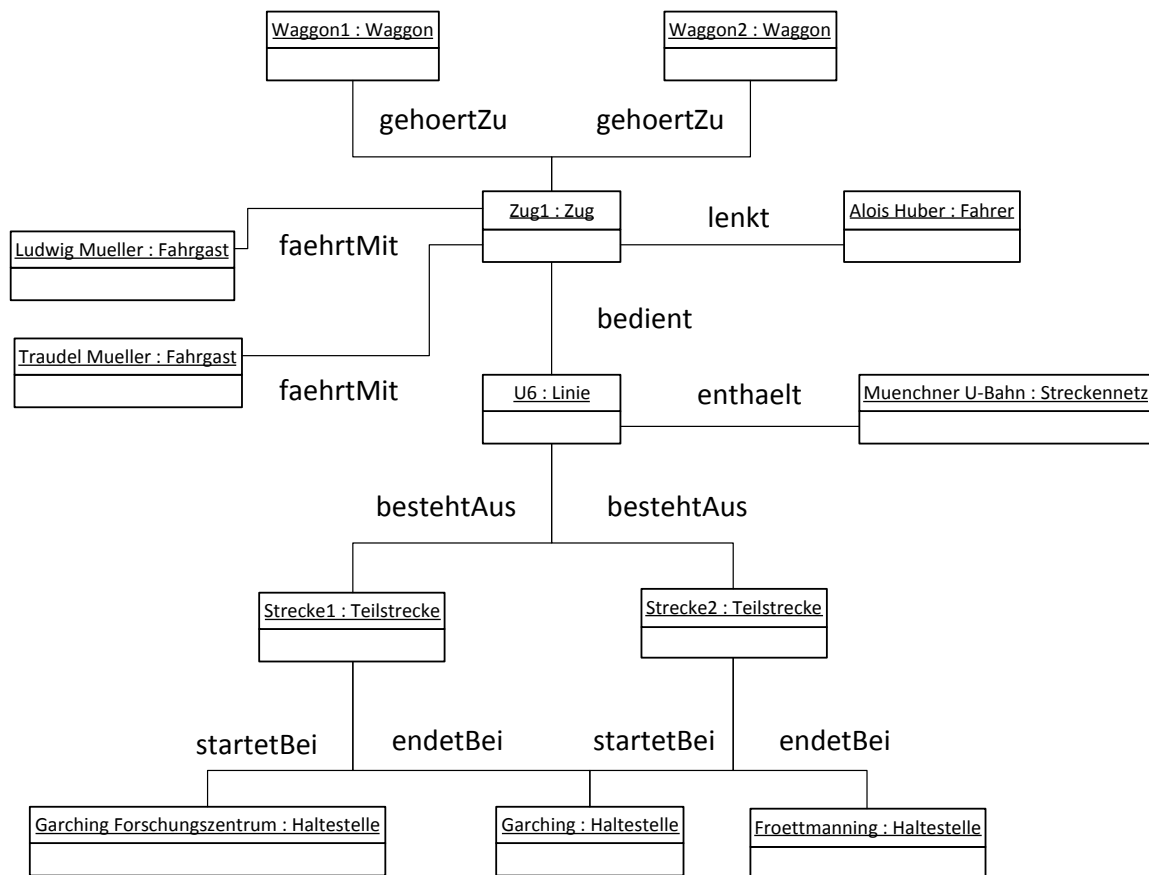 Waggon1 : Waggon
Waggon2 : Waggon
gehoertZu
gehoertZu
Zug1 : Zug
lenkt
Alois Huber : Fahrer
Ludwig Mueller : Fahrgast
faehrtMit
bedient
Traudel Mueller : Fahrgast
faehrtMit
U6 : Linie
enthaelt
Muenchner U-Bahn : Streckennetz
bestehtAus
bestehtAus
Strecke1 : Teilstrecke
Strecke2 : Teilstrecke
startetBei
endetBei
startetBei
endetBei
Garching Forschungszentrum : Haltestelle
Garching : Haltestelle
Froettmanning : Haltestelle